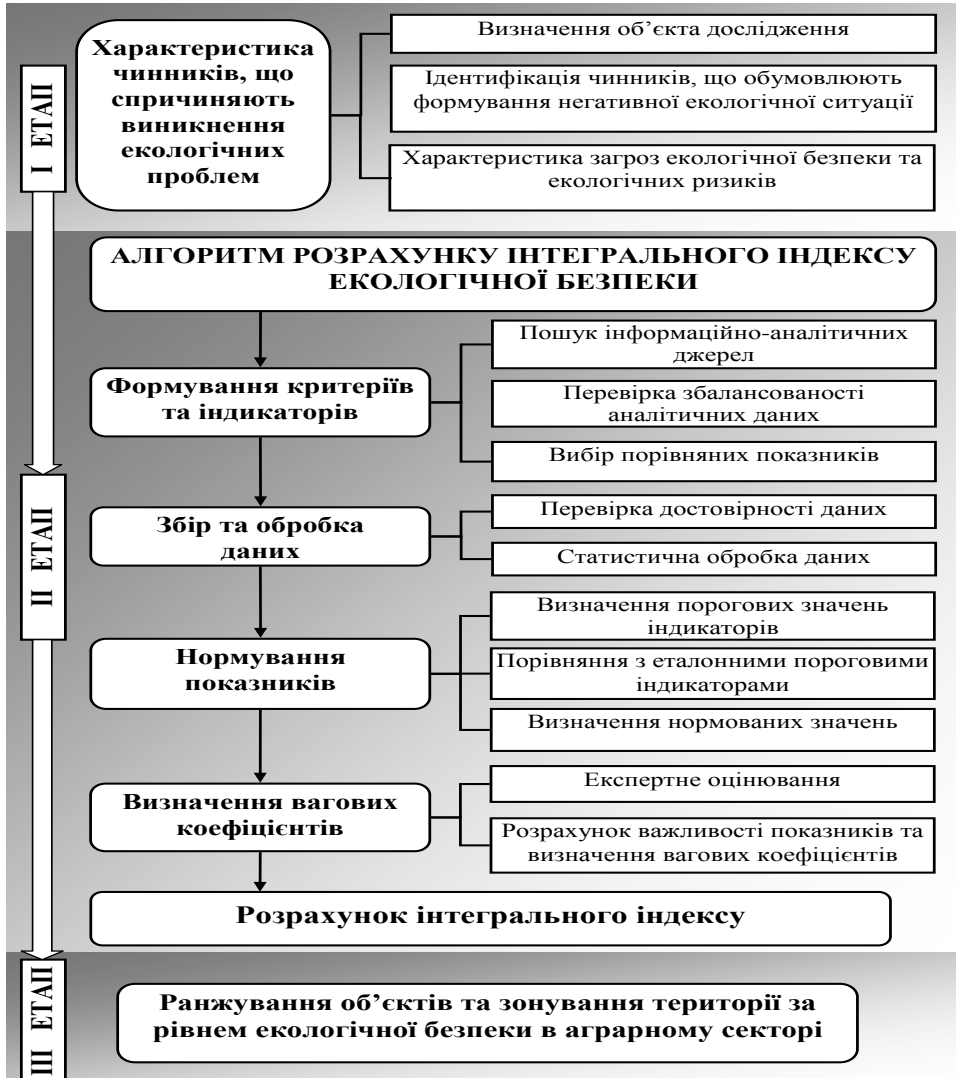 І ЕТАП
Характеристика
чинників, що
спричиняють
виникнення
екологічних
проблем
Визначення об’єкта дослідження
Ідентифікація чинників, що обумовлюють
формування негативної екологічної ситуації
Характеристика загроз екологічної безпеки та
екологічних ризиків
ІІ ЕТАП
АЛГОРИТМ РОЗРАХУНКУ ІНТЕГРАЛЬНОГО ІНДЕКСУ
ЕКОЛОГІЧНОЇ БЕЗПЕКИ
Формування критеріїв
та індикаторів
Пошук інформаційно-аналітичних
джерел
Перевірка збалансованості
аналітичних даних
Вибір порівняних показників
Збір та обробка
даних
Перевірка достовірності даних
Статистична обробка даних
Нормування
показників
Визначення порогових значень
індикаторів
Порівняння з еталонними пороговими
індикаторами
Визначення нормованих значень
Визначення вагових
коефіцієнтів
Експертне оцінювання
Розрахунок важливості показників та
визначення вагових коефіцієнтів
Розрахунок інтегрального індексу
ІІІ ЕТАП
Ранжування об’єктів та зонування території за
рівнем екологічної безпеки в аграрному секторі